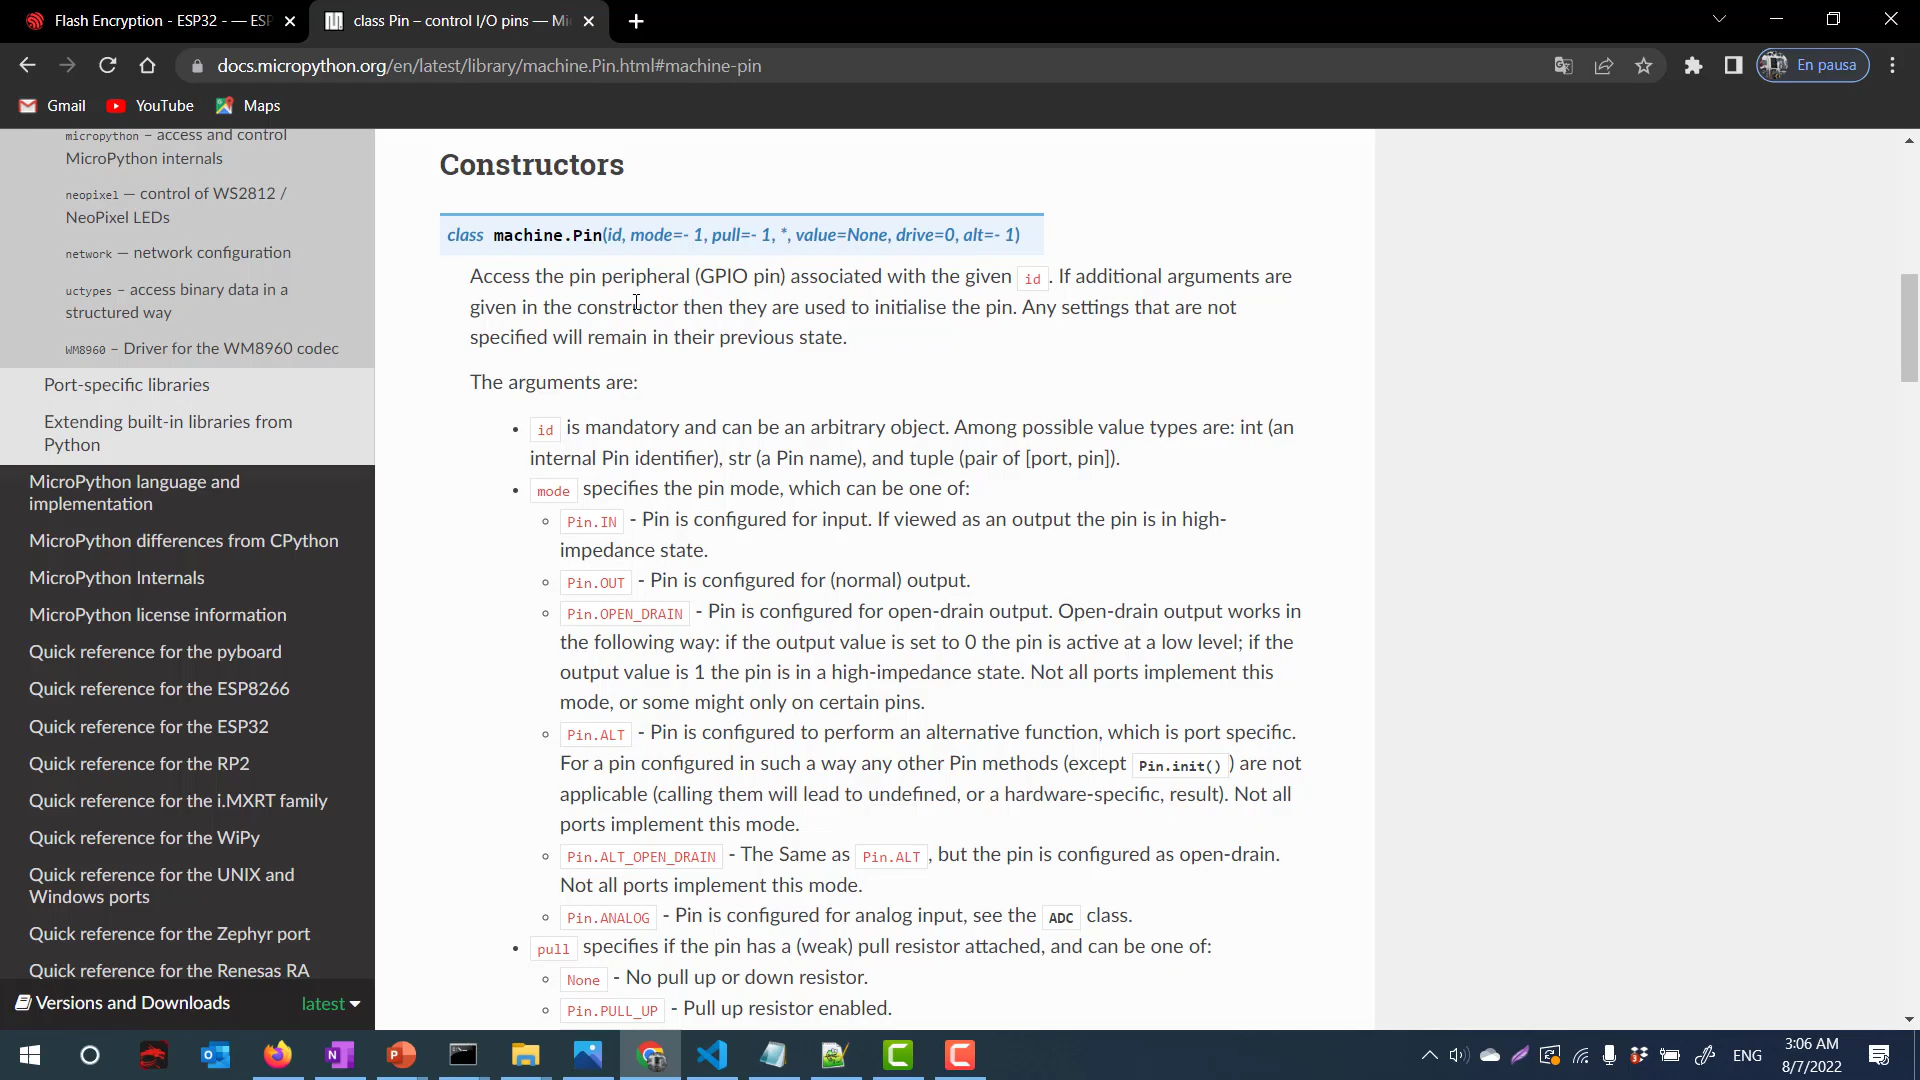 Flash Encryption - ESP32 - — ESP
class Pin – control I/O pins — Mi
docs.micropython.org/en/latest/library/machine.Pin.html#machine-pin
En pausa
Gmail
YouTube
Maps
micropython – access and control
MicroPython internals
neopixel — control of WS2812 /
NeoPixel LEDs
network — network configuration
uctypes – access binary data in a
structured way
WM8960 – Driver for the WM8960 codec
Port-specific libraries
Extending built-in libraries from
Python
MicroPython language and
implementation
MicroPython differences from CPython
MicroPython Internals
MicroPython license information
Quick reference for the pyboard
Quick reference for the ESP8266
Quick reference for the ESP32
Quick reference for the RP2
Quick reference for the i.MXRT family
Quick reference for the WiPy
Quick reference for the UNIX and
Windows ports
Quick reference for the Zephyr port
Quick reference for the Renesas RA
Versions and Downloads latest
Constructors
class machine.Pin(id, mode=- 1, pull=- 1, *, value=None, drive=0, alt=- 1)
Access the pin peripheral (GPIO pin) associated with the given id. If additional arguments are
given in the constructor then they are used to initialise the pin. Any settings that are not
specified will remain in their previous state.
The arguments are:
• id is mandatory and can be an arbitrary object. Among possible value types are: int (an
internal Pin identifier), str (a Pin name), and tuple (pair of [port, pin]).
• mode specifies the pin mode, which can be one of:
◦ Pin.IN - Pin is configured for input. If viewed as an output the pin is in high-
impedance state.
◦ Pin.OUT - Pin is configured for (normal) output.
◦ Pin.OPEN_DRAIN - Pin is configured for open-drain output. Open-drain output works in
the following way: if the output value is set to 0 the pin is active at a low level; if the
output value is 1 the pin is in a high-impedance state. Not all ports implement this
mode, or some might only on certain pins.
◦ Pin.ALT - Pin is configured to perform an alternative function, which is port specific.
For a pin configured in such a way any other Pin methods (except Pin.init() ) are not
applicable (calling them will lead to undefined, or a hardware-specific, result). Not all
ports implement this mode.
◦ Pin.ALT_OPEN_DRAIN - The Same as Pin.ALT, but the pin is configured as open-drain.
Not all ports implement this mode.
◦ Pin.ANALOG - Pin is configured for analog input, see the ADC class.
• pull specifies if the pin has a (weak) pull resistor attached, and can be one of:
◦ None - No pull up or down resistor.
◦ Pin.PULL_UP - Pull up resistor enabled.
ENG
3:06 AM
8/7/2022